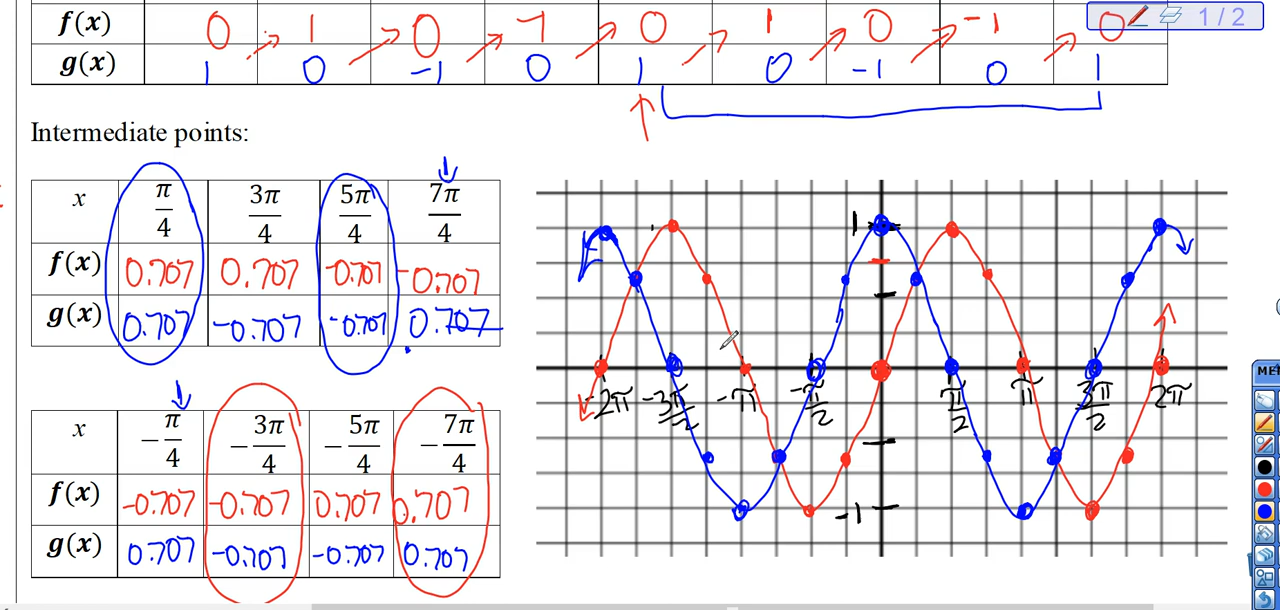 f(x) 0 1 0 -1 0 1 0 -1 0
1 / 2
g(x) 1 0 -1 0 1 0 -1 0 1
Intermediate points:
x π/4 3π/4 5π/4 7π/4
f(x) 0.707 0.707 -0.707 -0.707
g(x) 0.707 -0.707 -0.707 0.707
x -π/4 -3π/4 -5π/4 -7π/4
f(x) -0.707 -0.707 0.707 0.707
g(x) 0.707 -0.707 -0.707 0.707
1
-2π -3π/2 -π -π/2 π/2 π 3π/2 2π
-1
ME